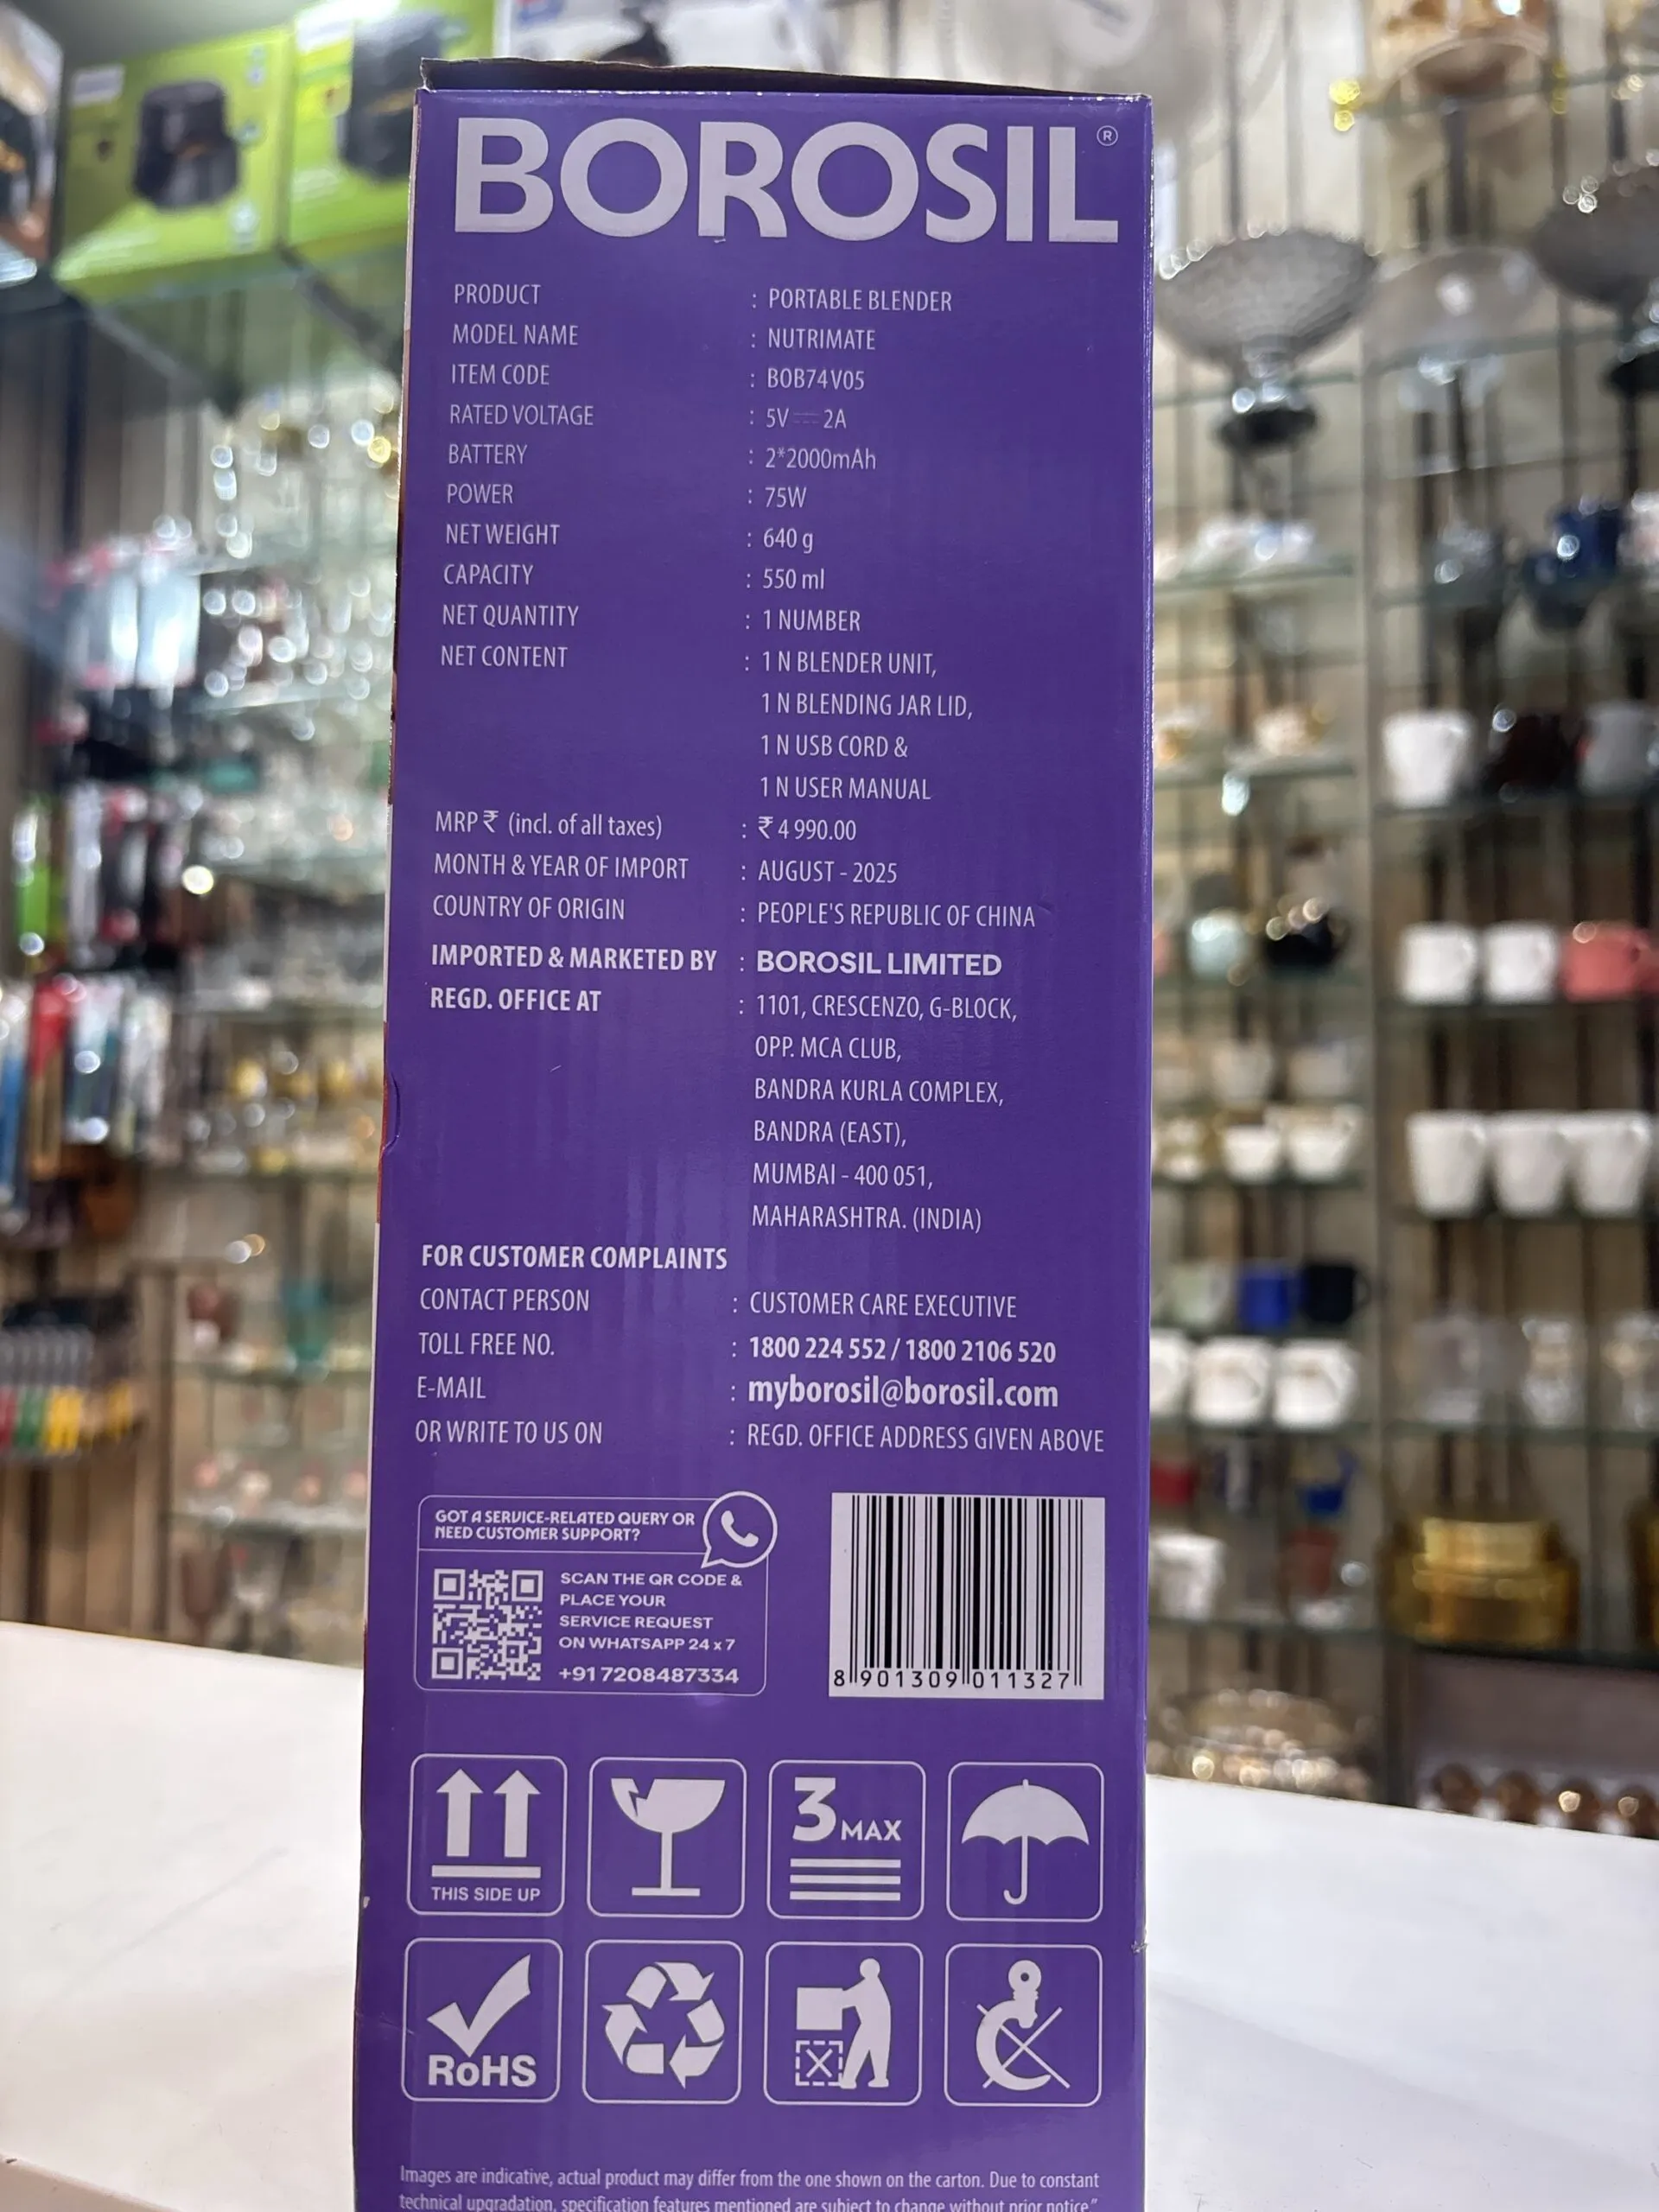 BOROSIL®
PRODUCT : PORTABLE BLENDER
MODEL NAME : NUTRIMATE
ITEM CODE : BOB74V05
RATED VOLTAGE : 5V ⎓ 2A
BATTERY : 2*2000mAh
POWER : 75W
NET WEIGHT : 640 g
CAPACITY : 550 ml
NET QUANTITY : 1 NUMBER
NET CONTENT : 1 N BLENDER UNIT,
1 N BLENDING JAR LID,
1 N USB CORD &
1 N USER MANUAL
MRP ₹ (incl. of all taxes) : ₹ 4 990.00
MONTH & YEAR OF IMPORT : AUGUST - 2025
COUNTRY OF ORIGIN : PEOPLE'S REPUBLIC OF CHINA
IMPORTED & MARKETED BY : BOROSIL LIMITED
REGD. OFFICE AT : 1101, CRESCENZO, G-BLOCK,
OPP. MCA CLUB,
BANDRA KURLA COMPLEX,
BANDRA (EAST),
MUMBAI - 400 051,
MAHARASHTRA. (INDIA)
FOR CUSTOMER COMPLAINTS
CONTACT PERSON : CUSTOMER CARE EXECUTIVE
TOLL FREE NO. : 1800 224 552 / 1800 2106 520
E-MAIL : myborosil@borosil.com
OR WRITE TO US ON : REGD. OFFICE ADDRESS GIVEN ABOVE
GOT A SERVICE-RELATED QUERY OR
NEED CUSTOMER SUPPORT?
SCAN THE QR CODE &
PLACE YOUR
SERVICE REQUEST
ON WHATSAPP 24 x 7
+91 7208487334
8 901309 011327
THIS SIDE UP
3 MAX
RoHS
Images are indicative, actual product may differ from the one shown on the carton. Due to constant
technical upgradation, specification features mentioned are subject to change without prior notice."